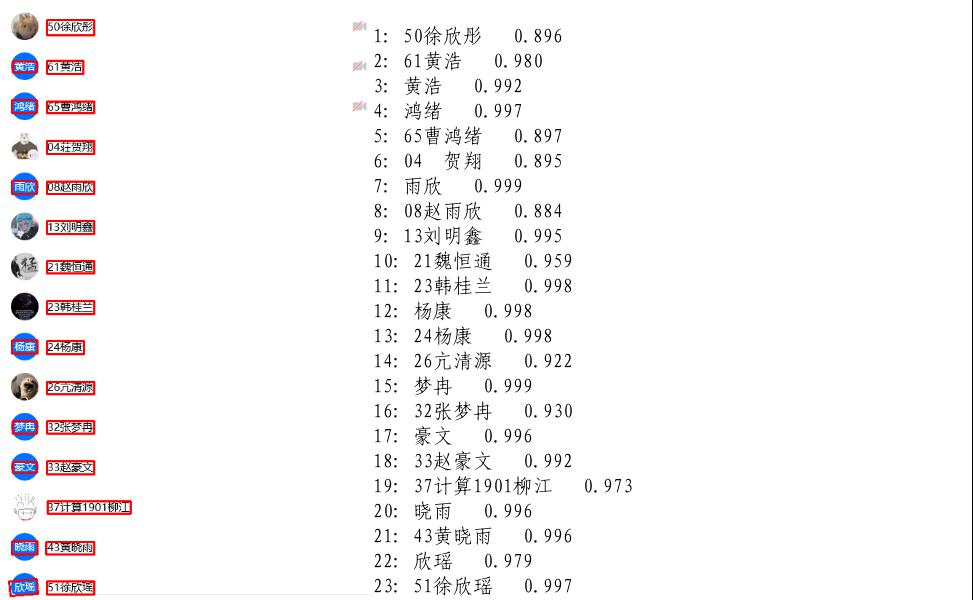 50徐欣彤
黄浩 61黄浩
鸿绪 65曹鸿绪
04荘贺翔
雨欣 08赵雨欣
13刘明鑫
猛 21魏恒通
23韩桂兰
杨康 24杨康
26亢清源
梦冉 32张梦冉
豪文 33赵豪文
37计算1901柳江
晓雨 43黄晓雨
欣瑶 51徐欣瑶
1: 50徐欣彤 0.896
2: 61黄浩 0.980
3: 黄浩 0.992
4: 鸿绪 0.997
5: 65曹鸿绪 0.897
6: 04 贺翔 0.895
7: 雨欣 0.999
8: 08赵雨欣 0.884
9: 13刘明鑫 0.995
10: 21魏恒通 0.959
11: 23韩桂兰 0.998
12: 杨康 0.998
13: 24杨康 0.998
14: 26亢清源 0.922
15: 梦冉 0.999
16: 32张梦冉 0.930
17: 豪文 0.996
18: 33赵豪文 0.992
19: 37计算1901柳江 0.973
20: 晓雨 0.996
21: 43黄晓雨 0.996
22: 欣瑶 0.979
23: 51徐欣瑶 0.997